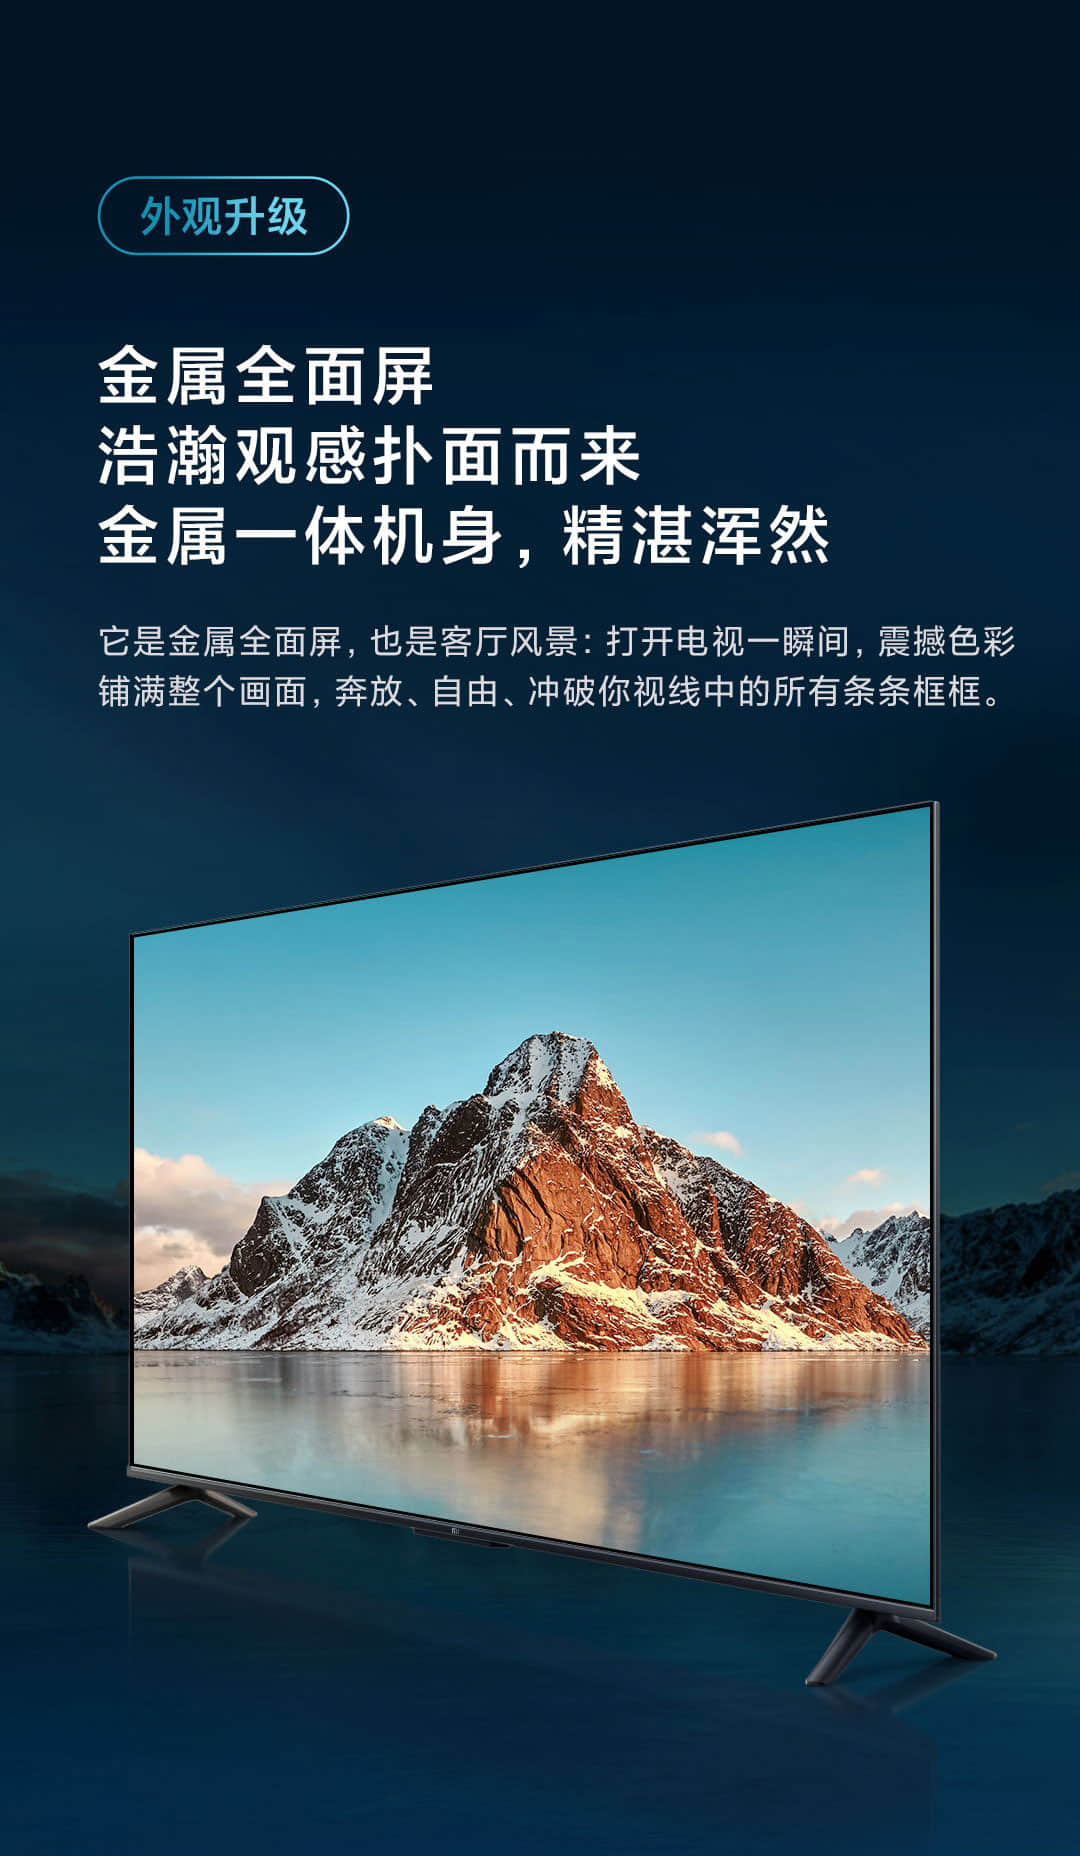 外观升级
金属全面屏
浩瀚观感扑面而来
金属一体机身，精湛浑然
它是金属全面屏，也是客厅风景：打开电视一瞬间，震撼色彩
铺满整个画面，奔放、自由、冲破你视线中的所有条条框框。